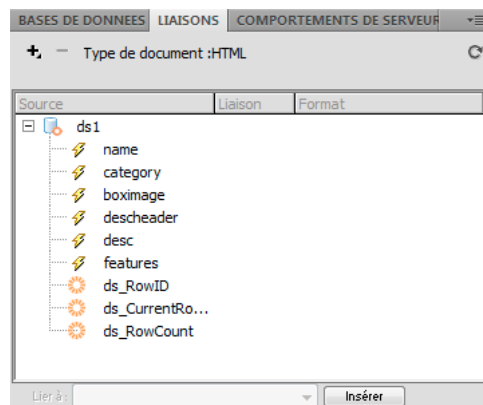 BASES DE DONNEES LIAISONS COMPORTEMENTS DE SERVEUR
Type de document :HTML
Source Liaison Format
ds1
name
category
boximage
descheader
desc
features
ds_RowID
ds_CurrentRo...
ds_RowCount
Lier à : Insérer